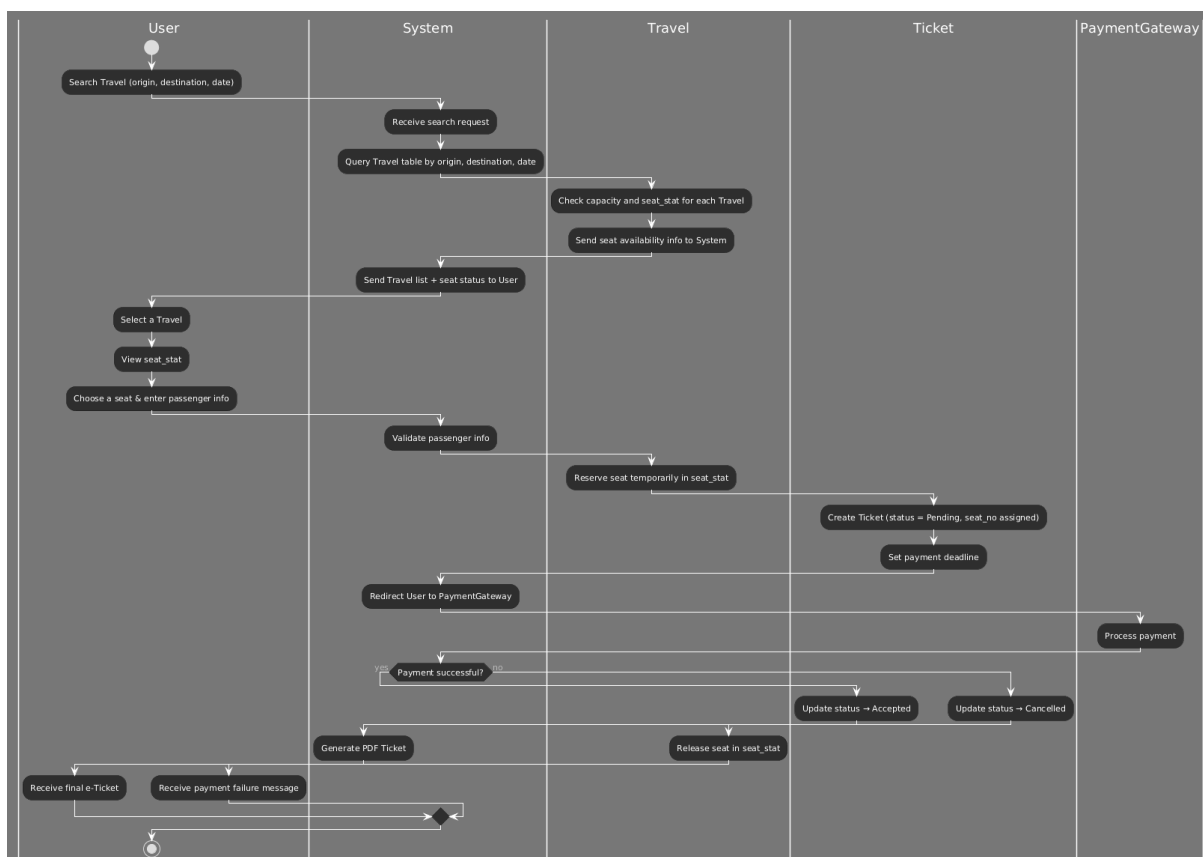 User
System
Travel
Ticket
PaymentGateway
Search Travel (origin, destination, date)
Receive search request
Query Travel table by origin, destination, date
Check capacity and seat_stat for each Travel
Send seat availability info to System
Send Travel list + seat status to User
Select a Travel
View seat_stat
Choose a seat & enter passenger info
Validate passenger info
Reserve seat temporarily in seat_stat
Create Ticket (status = Pending, seat_no assigned)
Set payment deadline
Redirect User to PaymentGateway
Process payment
yes
Payment successful?
no
Update status → Accepted
Update status → Cancelled
Generate PDF Ticket
Release seat in seat_stat
Receive final e-Ticket
Receive payment failure message